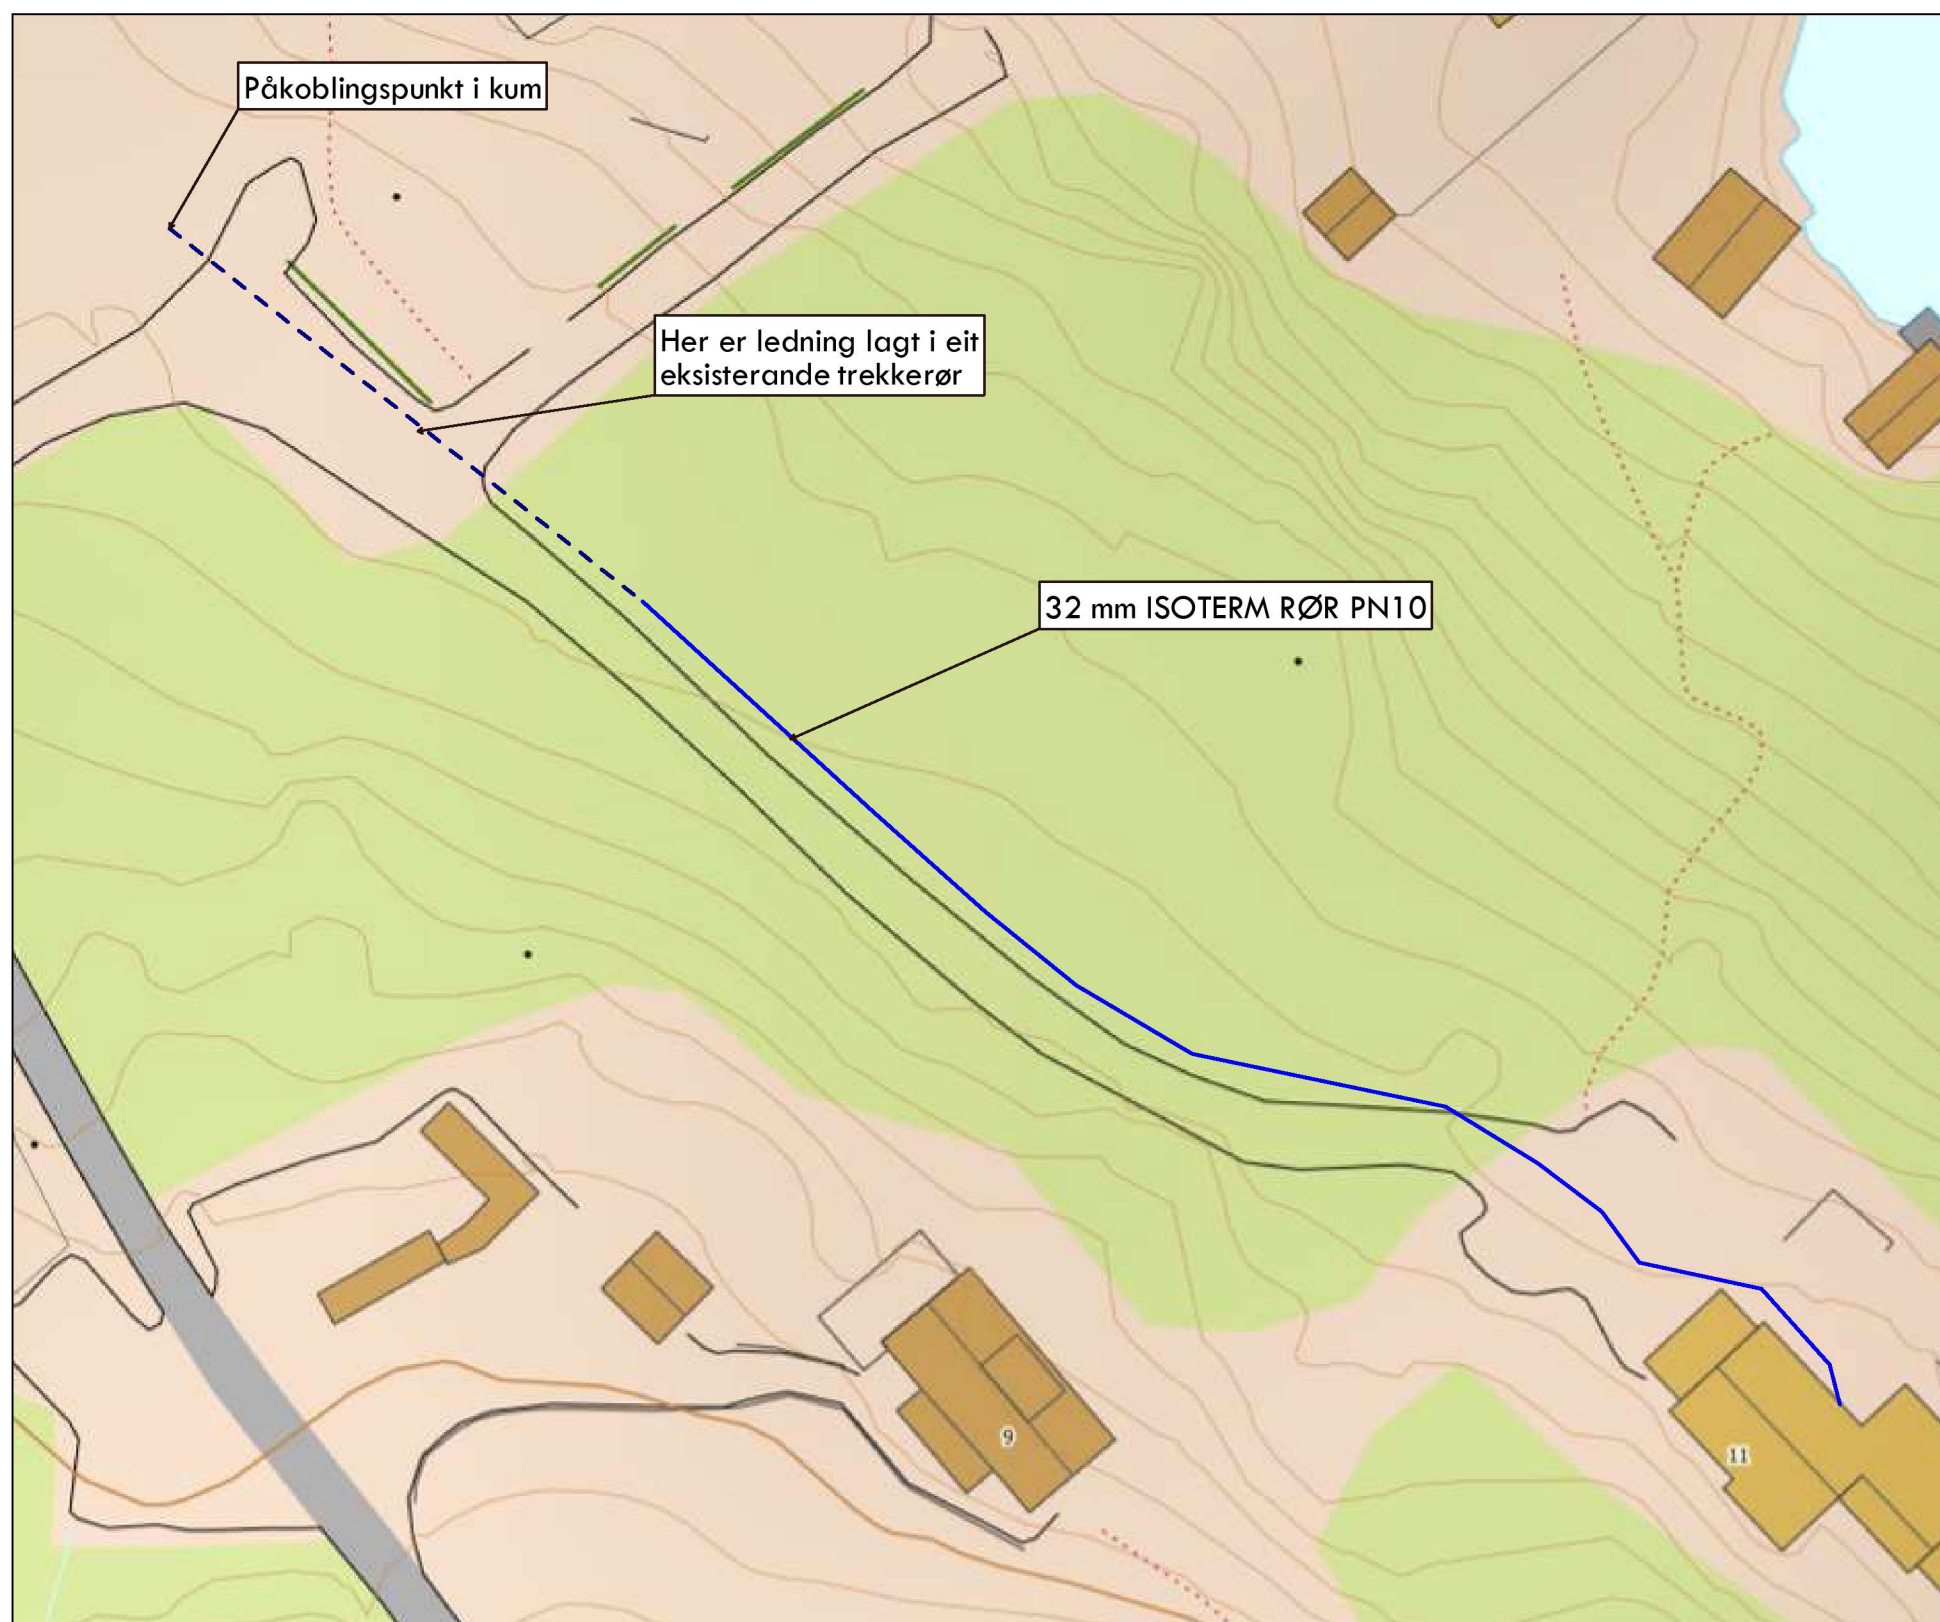 Påkoblingspunkt i kum
Her er ledning lagt i eit
eksisterande trekkerør
32 mm ISOTERM RØR PN10
9
11